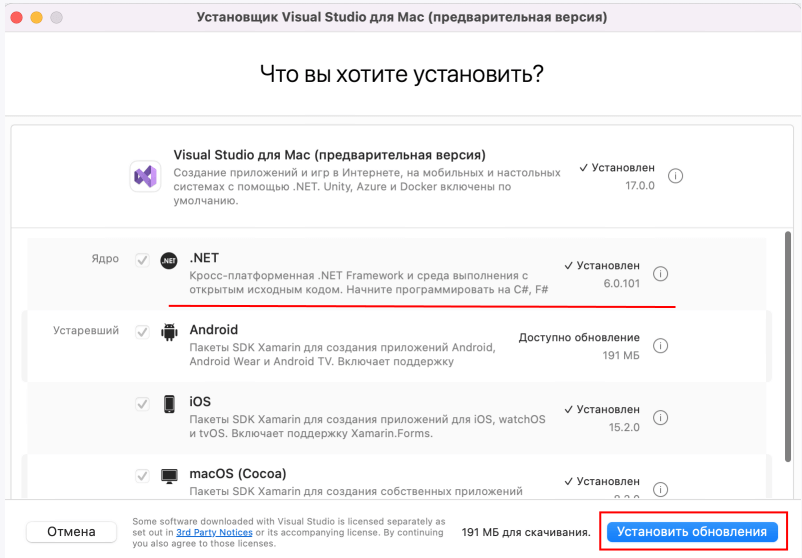 Установщик Visual Studio для Mac (предварительная версия)
Что вы хотите установить?
Visual Studio для Mac (предварительная версия)
Создание приложений и игр в Интернете, на мобильных и настольных
системах с помощью .NET. Unity, Azure и Docker включены по
умолчанию.
✓ Установлен
17.0.0
Ядро
.NET
.NET
Кросс-платформенная .NET Framework и среда выполнения с
открытым исходным кодом. Начните программировать на C#, F#
✓ Установлен
6.0.101
Устаревший
Android
Пакеты SDK Xamarin для создания приложений Android,
Android Wear и Android TV. Включает поддержку
Доступно обновление
191 МБ
iOS
Пакеты SDK Xamarin для создания приложений для iOS, watchOS
и tvOS. Включает поддержку Xamarin.Forms.
✓ Установлен
15.2.0
macOS (Cocoa)
Пакеты SDK Xamarin для создания собственных приложений
✓ Установлен
Отмена
Some software downloaded with Visual Studio is licensed separately as
set out in 3rd Party Notices or its accompanying license. By continuing
you also agree to those licenses.
191 МБ для скачивания.
Установить обновления